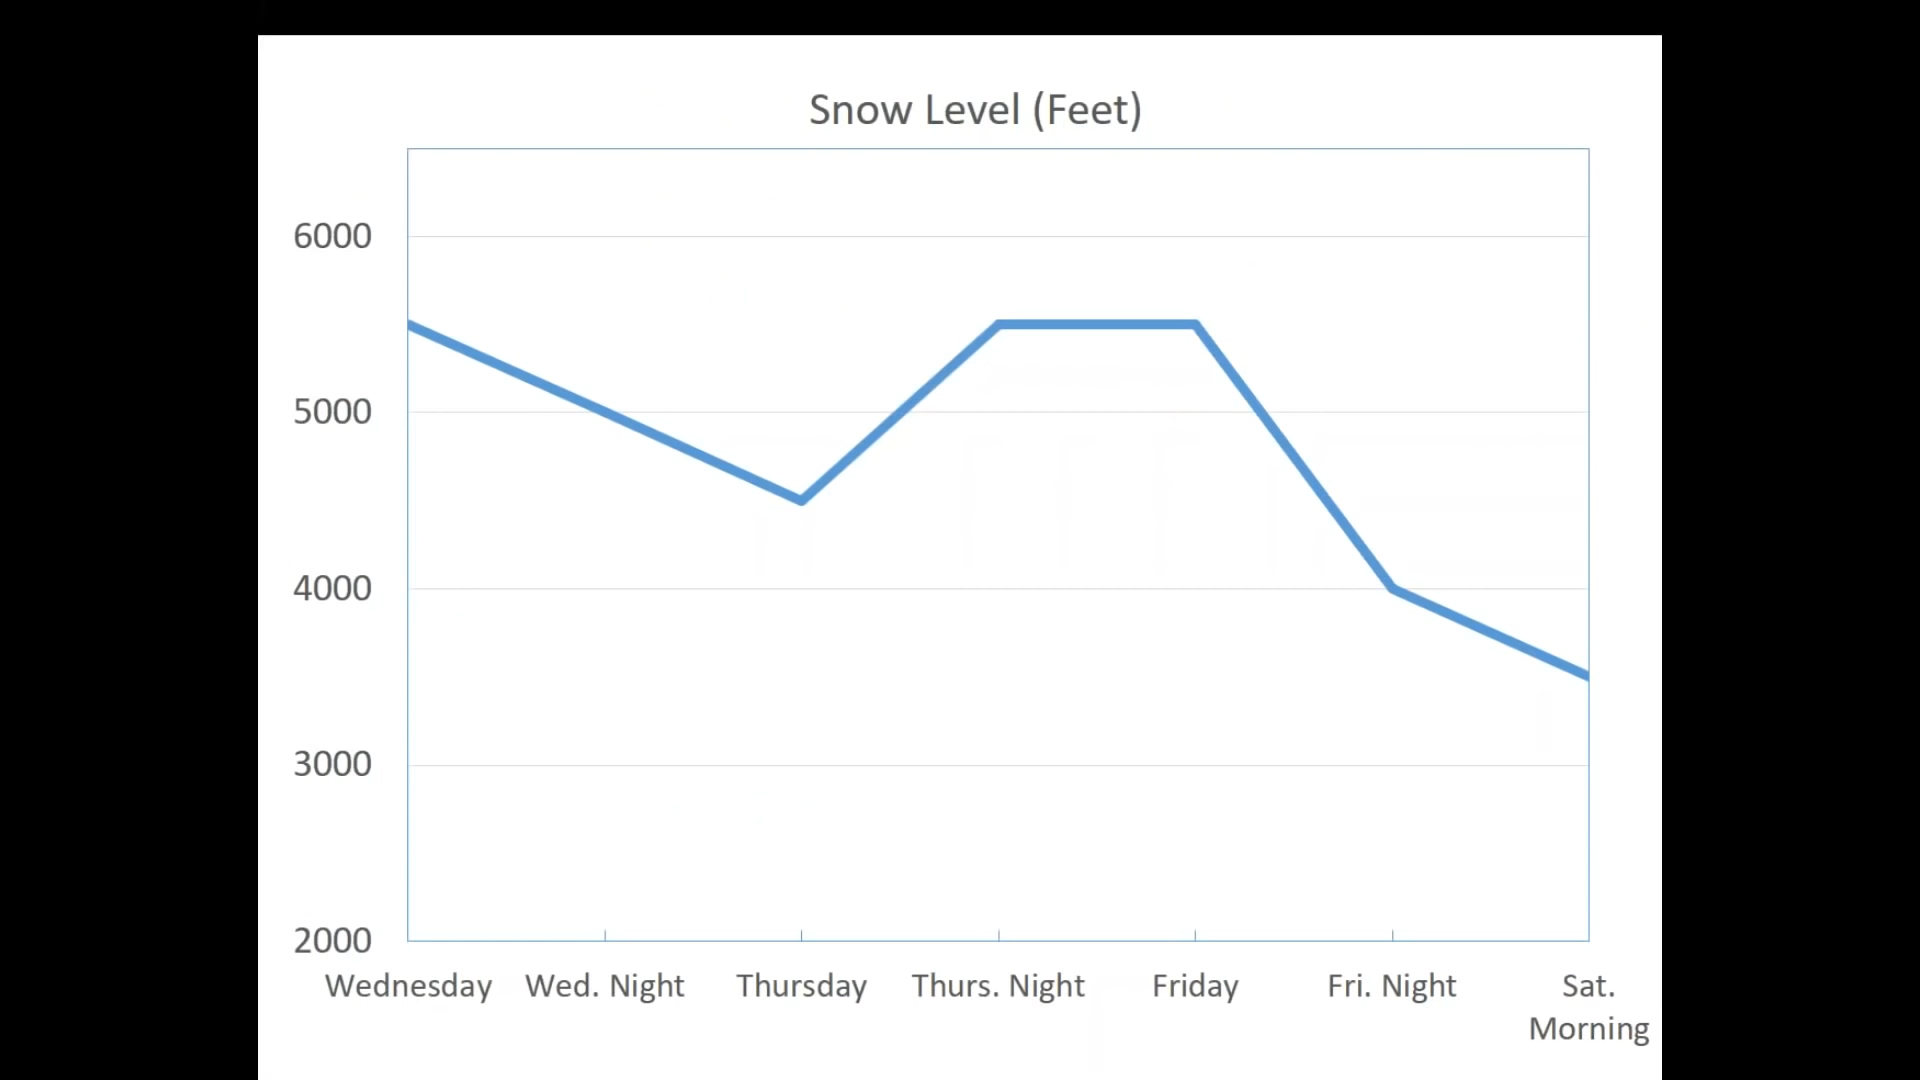 Snow Level (Feet)
6000
5000
4000
3000
2000
Wednesday Wed. Night Thursday Thurs. Night Friday Fri. Night Sat.
Morning